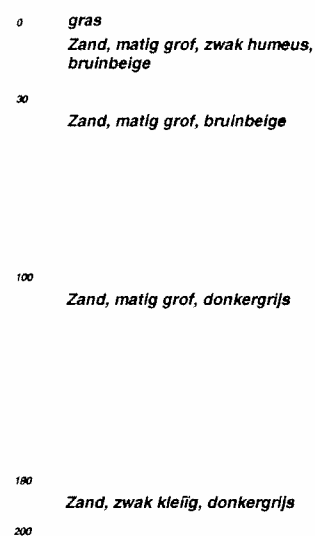 0 gras
Zand, matig grof, zwak humeus,
bruinbeige
30
Zand, matig grof, bruinbeige
100
Zand, matig grof, donkergrijs
180
Zand, zwak kleiïg, donkergrijs
200